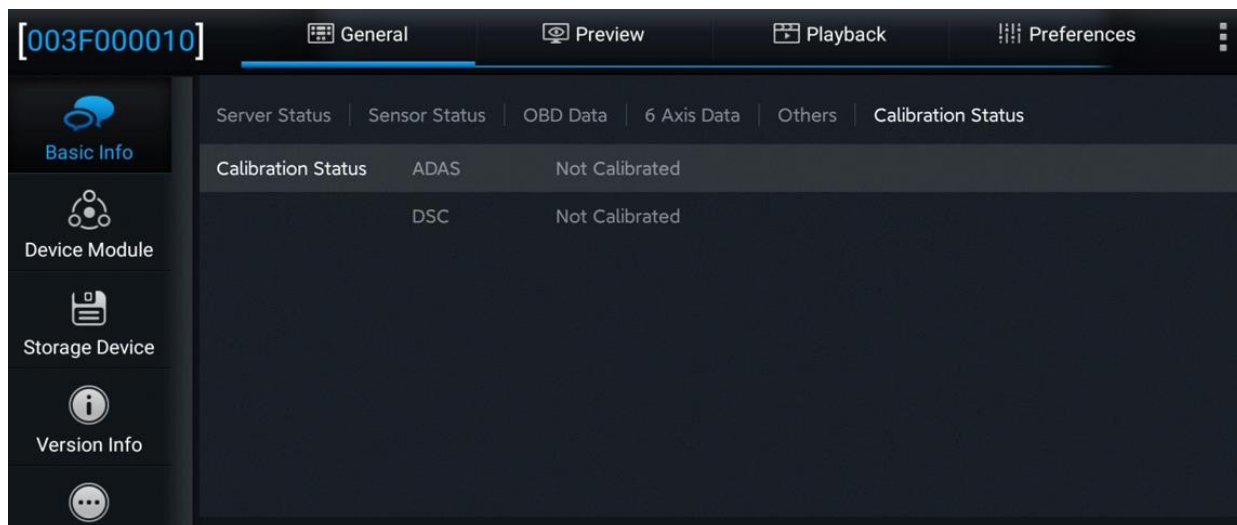 [003F000010]
General
Preview
Playback
Preferences
Basic Info
Device Module
Storage Device
Version Info
Server Status | Sensor Status | OBD Data | 6 Axis Data | Others | Calibration Status
Calibration Status ADAS Not Calibrated
DSC Not Calibrated